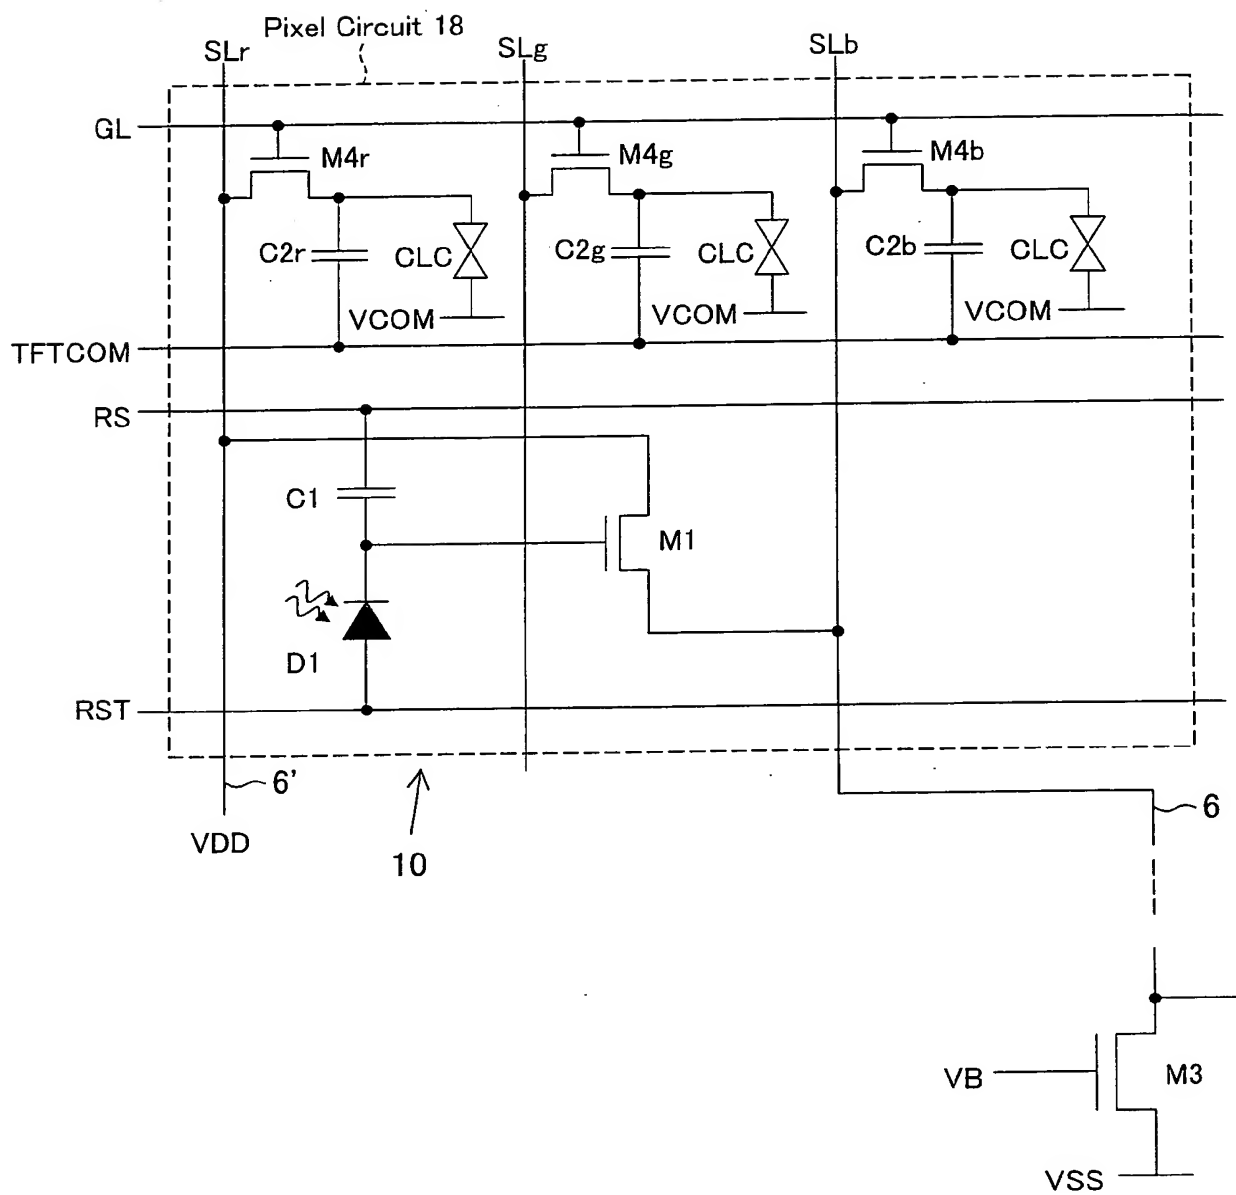 Pixel Circuit 18
SLr
SLg
SLb
GL
M4r
M4g
M4b
C2r
CLC
C2g
CLC
C2b
CLC
VCOM
VCOM
VCOM
TFTCOM
RS
C1
M1
D1
RST
6'
6
VDD
10
VB
M3
VSS